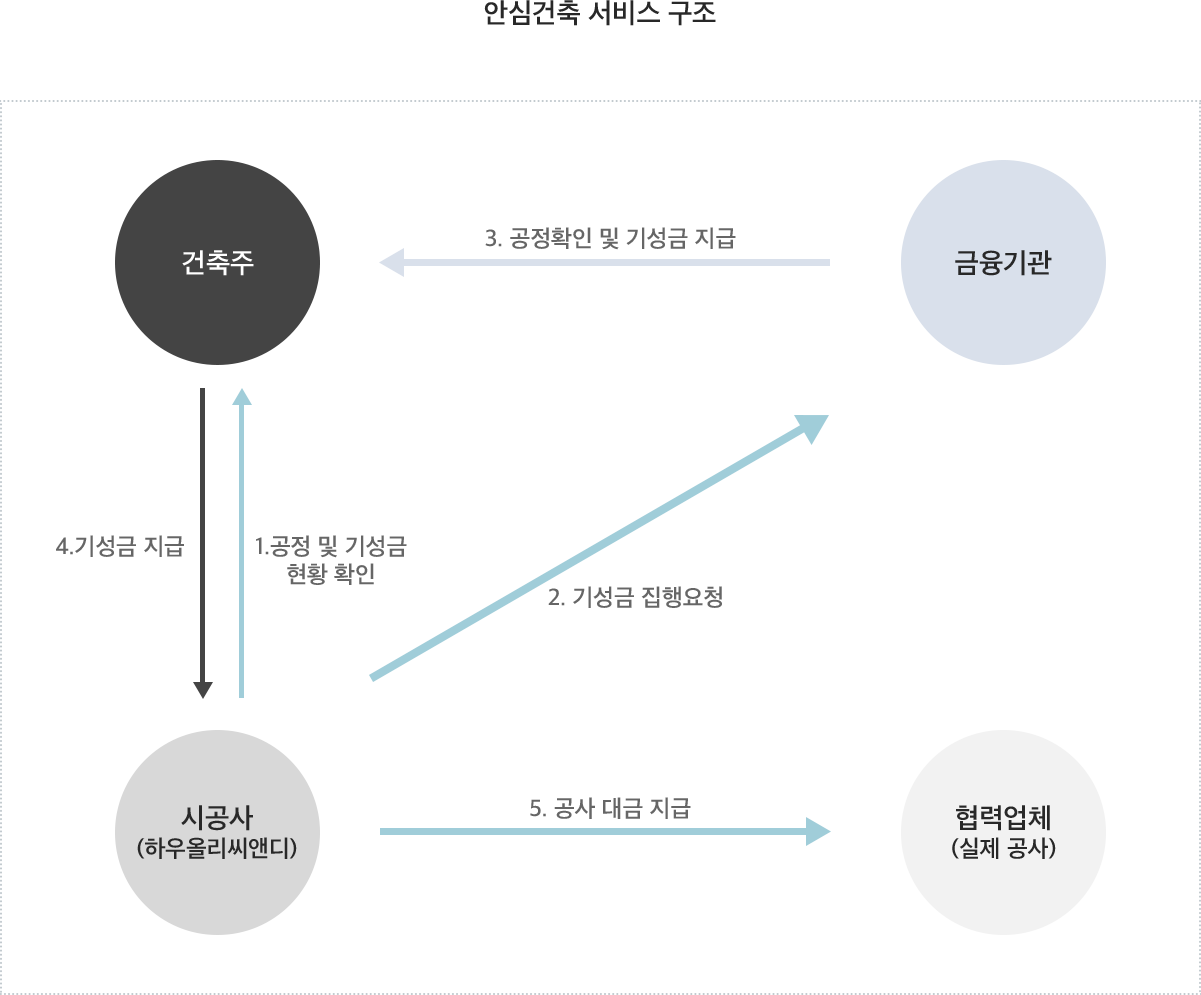 안심건축 서비스 구조
건축주
3. 공정확인 및 기성금 지급
금융기관
4.기성금 지급
1.공정 및 기성금
현황 확인
2. 기성금 집행요청
시공사
(하우올리씨앤디)
5. 공사 대금 지급
협력업체
(실제 공사)